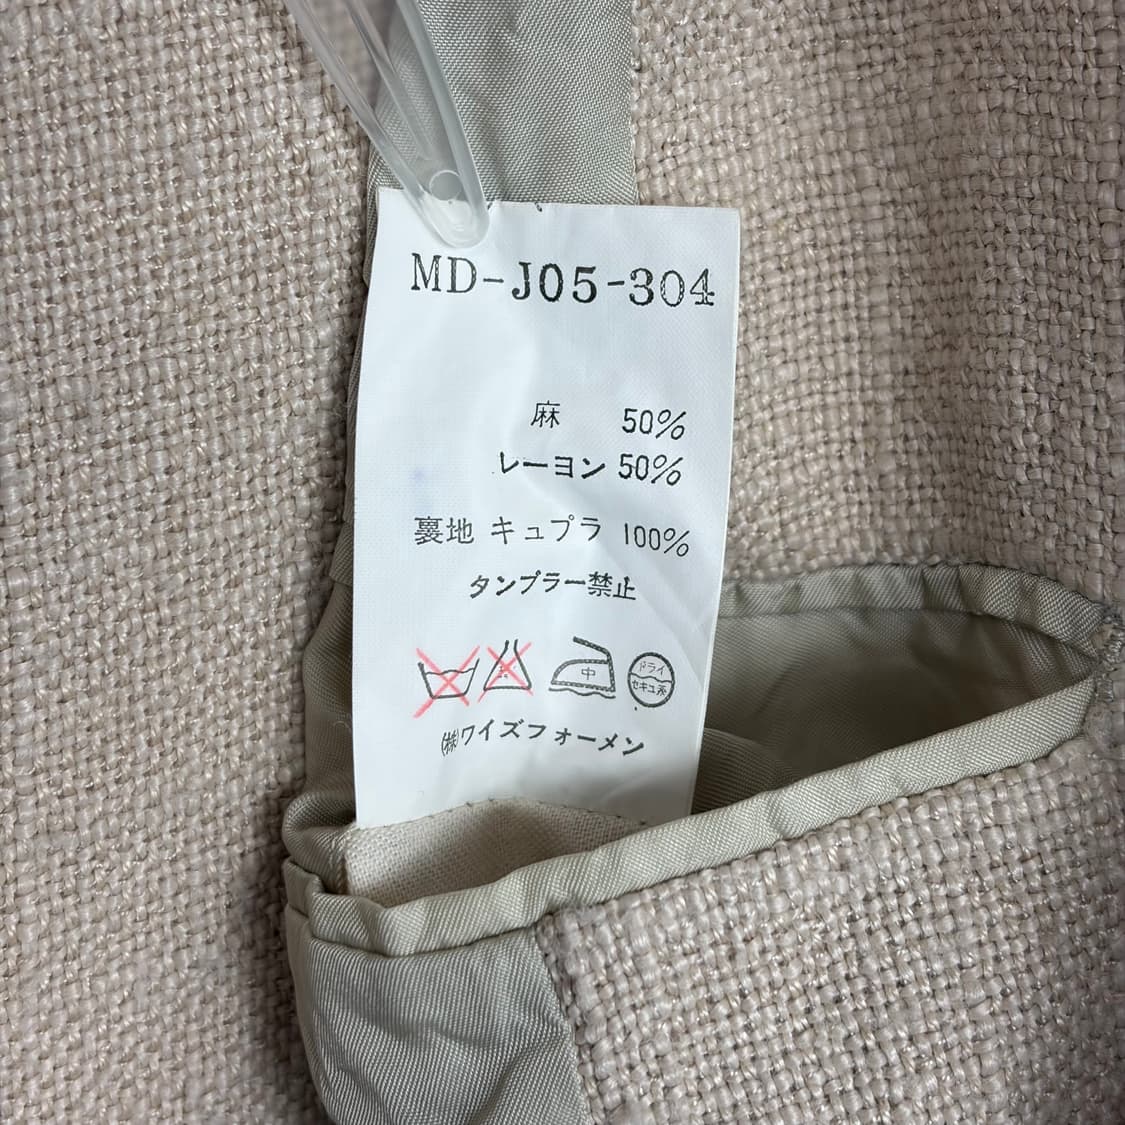 MD-J05-304
麻 50%
レーヨン 50%
裏地 キュプラ 100%
タンブラー禁止
中
ドライ
セキユ系
㈱ワイズフォーメン